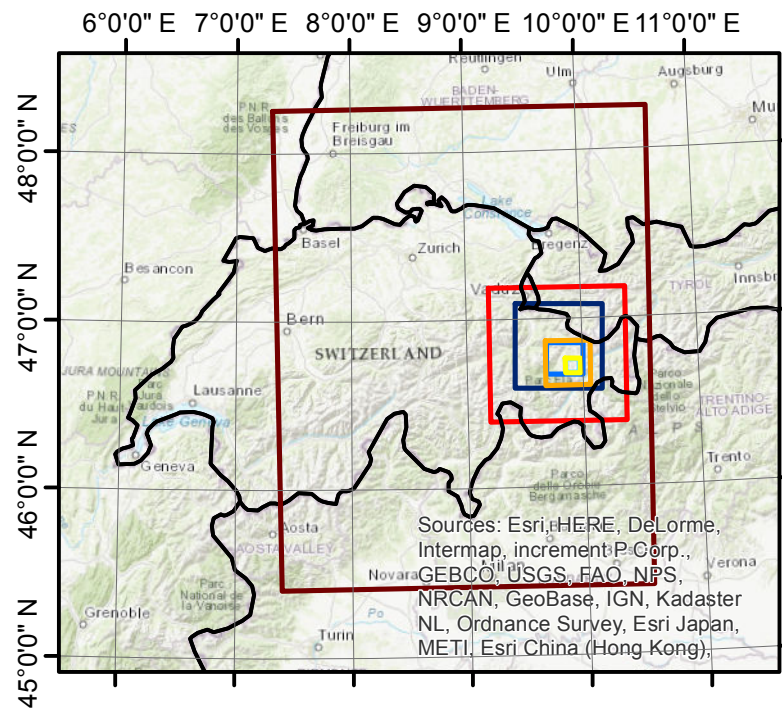 6°0'0" E 7°0'0" E 8°0'0" E 9°0'0" E 10°0'0" E 11°0'0" E
48°0'0" N
47°0'0" N
46°0'0" N
45°0'0" N
Reutlingen
Ulm
Augsburg
BADEN-
WUERTTEMBERG
Mu
P.N.R.
des Ballons
des Vosges
ES
Freiburg im
Breisgau
Lake
Constance
Basel
Zurich
Bregenz
Besancon
Innsbr
Vaduz
TYROL
Bern
SWITZERLAND
JURA MOUNTAINS
Parc
Jura
Vaudois
P.N.R.
du Haut-
Jura
Lausanne
Lake Geneva
Geneva
Parco
Nazionale
dello
Stelvio
TRENTINO-
ALTO ADIGE
A L P S
Trento
Parco
delle Orobie
Bergamasche
Aosta
AOSTA VALLEY
Parc
National de
la Vanoise
Novara
Milan
Verona
Grenoble
Po
Turin
Sources: Esri, HERE, DeLorme,
Intermap, increment P Corp.,
GEBCO, USGS, FAO, NPS,
NRCAN, GeoBase, IGN, Kadaster
NL, Ordnance Survey, Esri Japan,
METI, Esri China (Hong Kong),